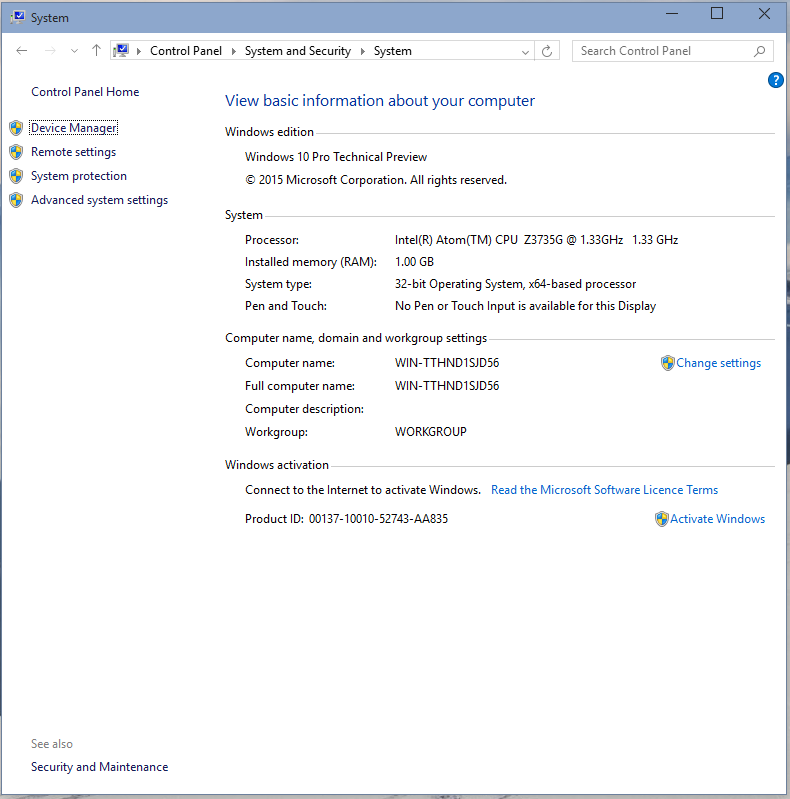 System
Control Panel System and Security System
Search Control Panel
?
Control Panel Home
Device Manager
Remote settings
System protection
Advanced system settings
View basic information about your computer
Windows edition
Windows 10 Pro Technical Preview
© 2015 Microsoft Corporation. All rights reserved.
System
Processor: Intel(R) Atom(TM) CPU Z3735G @ 1.33GHz 1.33 GHz
Installed memory (RAM): 1.00 GB
System type: 32-bit Operating System, x64-based processor
Pen and Touch: No Pen or Touch Input is available for this Display
Computer name, domain and workgroup settings
Computer name: WIN-TTHND1SJD56 Change settings
Full computer name: WIN-TTHND1SJD56
Computer description:
Workgroup: WORKGROUP
Windows activation
Connect to the Internet to activate Windows. Read the Microsoft Software Licence Terms
Product ID: 00137-10010-52743-AA835 Activate Windows
See also
Security and Maintenance